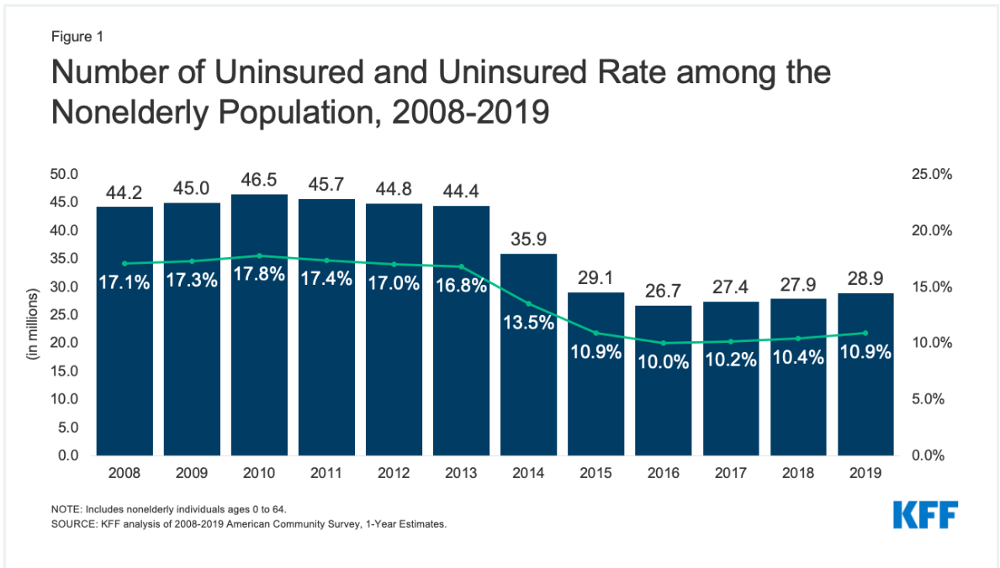 Figure 1
Number of Uninsured and Uninsured Rate among the
Nonelderly Population, 2008-2019
50.0
45.0
40.0
35.0
30.0
25.0
20.0
15.0
10.0
5.0
0.0
(in millions)
44.2 45.0 46.5 45.7 44.8 44.4 35.9 29.1 26.7 27.4 27.9 28.9
17.1% 17.3% 17.8% 17.4% 17.0% 16.8% 13.5% 10.9% 10.0% 10.2% 10.4% 10.9%
25.0%
20.0%
15.0%
10.0%
5.0%
0.0%
2008 2009 2010 2011 2012 2013 2014 2015 2016 2017 2018 2019
NOTE: Includes nonelderly individuals ages 0 to 64.
SOURCE: KFF analysis of 2008-2019 American Community Survey, 1-Year Estimates.
KFF